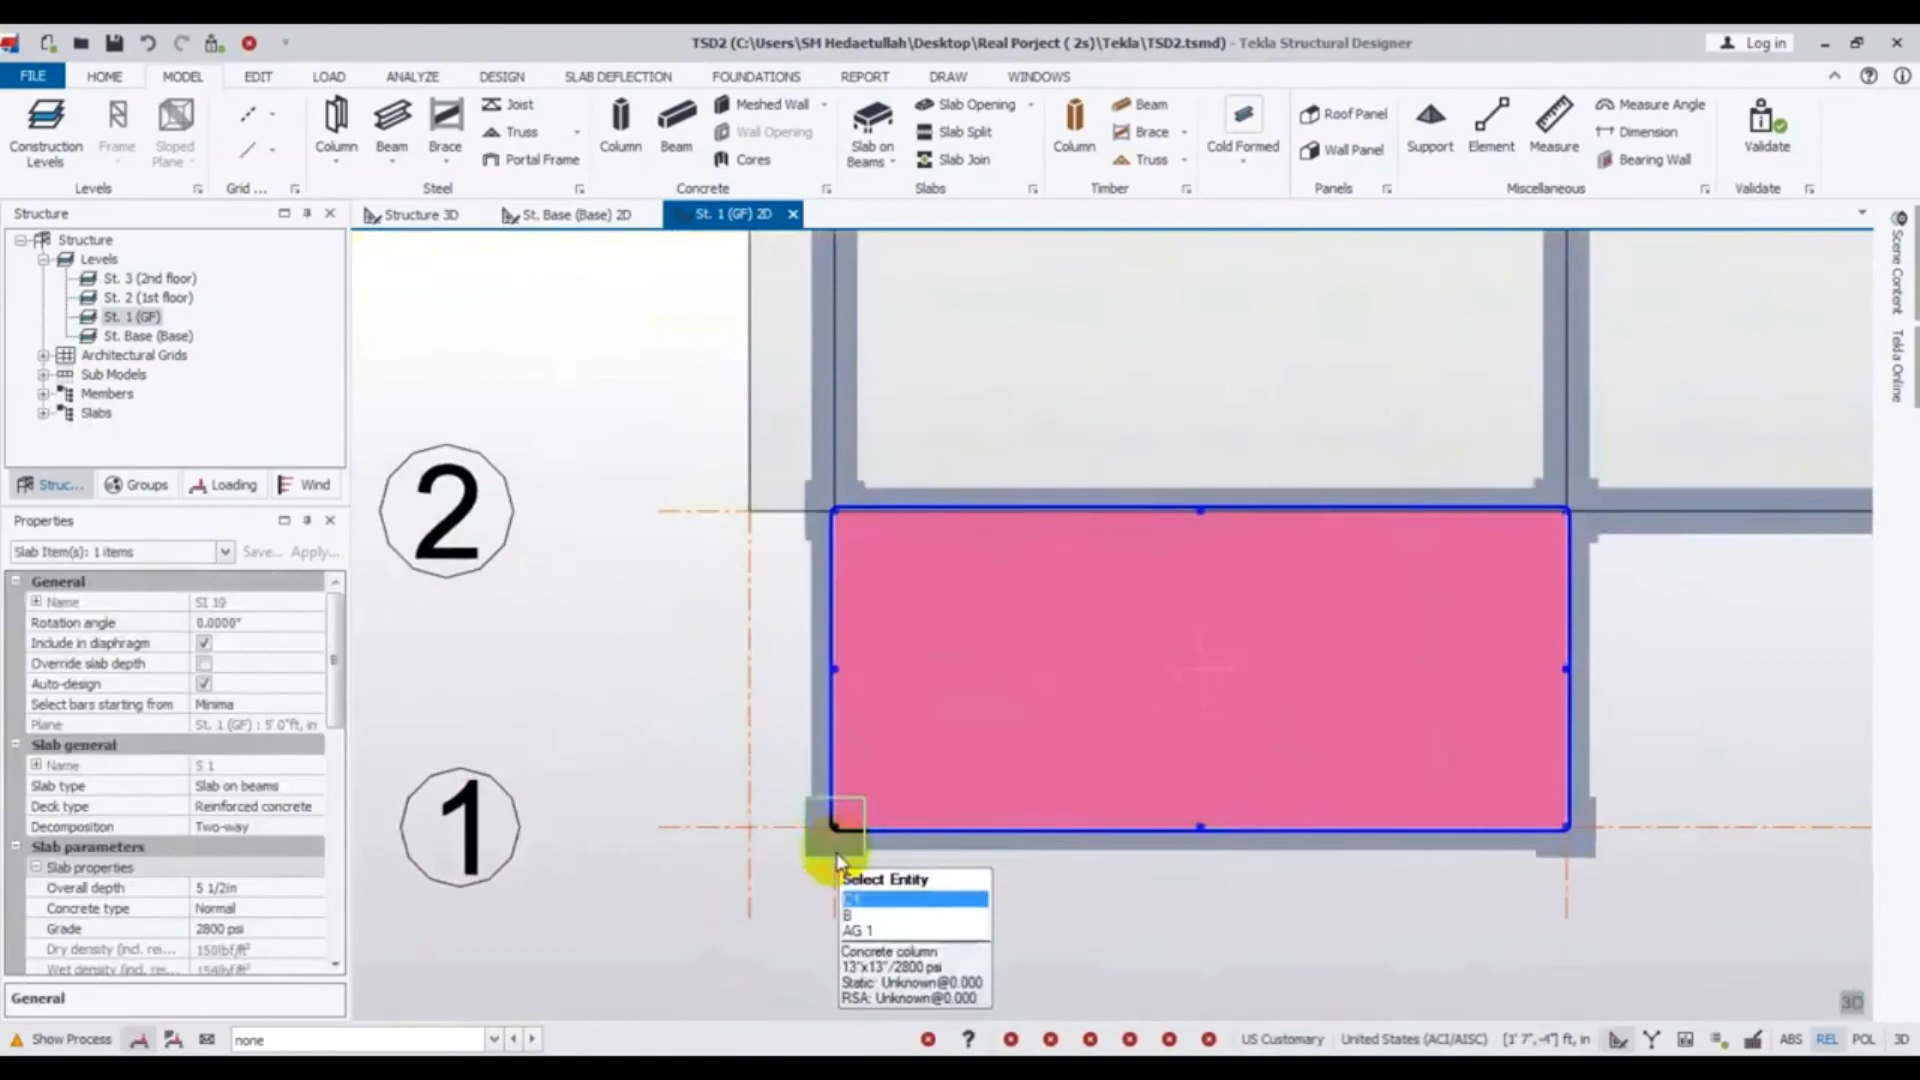 TSD2 (C:\Users\SM Hedaetullah\Desktop\Real Porject ( 2s)\Tekla\TSD2.tsmd) - Tekla Structural Designer
Log in
FILE HOME MODEL EDIT LOAD ANALYZE DESIGN SLAB DEFLECTION FOUNDATIONS REPORT DRAW WINDOWS
Construction Levels
Frame
Sloped Plane
Levels
Grid ...
Column
Beam
Brace
Joist
Truss
Portal Frame
Steel
Column
Beam
Meshed Wall
Wall Opening
Cores
Concrete
Slab on Beams
Slab Opening
Slab Split
Slab Join
Slabs
Column
Beam
Brace
Truss
Timber
Cold Formed
Roof Panel
Wall Panel
Panels
Support
Element
Measure
Measure Angle
Dimension
Bearing Wall
Miscellaneous
Validate
Validate
Structure
Structure 3D
St. Base (Base) 2D
St. 1 (GF) 2D
Structure
Levels
St. 3 (2nd floor)
St. 2 (1st floor)
St. 1 (GF)
St. Base (Base)
Architectural Grids
Sub Models
Members
Slabs
Struc... Groups Loading Wind
Properties
Slab Item(s): 1 items Save... Apply...
General
Name SI 19
Rotation angle 0.0000°
Include in diaphragm
Override slab depth
Auto-design
Select bars starting from Minima
Plane St. 1 (GF) : 5' 0"ft, in
Slab general
Name S 1
Slab type Slab on beams
Deck type Reinforced concrete
Decomposition Two-way
Slab parameters
Slab properties
Overall depth 5 1/2in
Concrete type Normal
Grade 2800 psi
Dry density (incl. rei... 150lbf/ft³
Wet density (incl. rei... 154lbf/ft³
General
2
1
Select Entity
C1
B
AG 1
Concrete column
13"x13"/2800 psi
Static: Unknown@0.000
RSA: Unknown@0.000
3D
Scene Content
Tekla Online
Show Process
none
US Customary United States (ACI/AISC) [1' 7",-4"] ft, in
ABS REL POL 3D